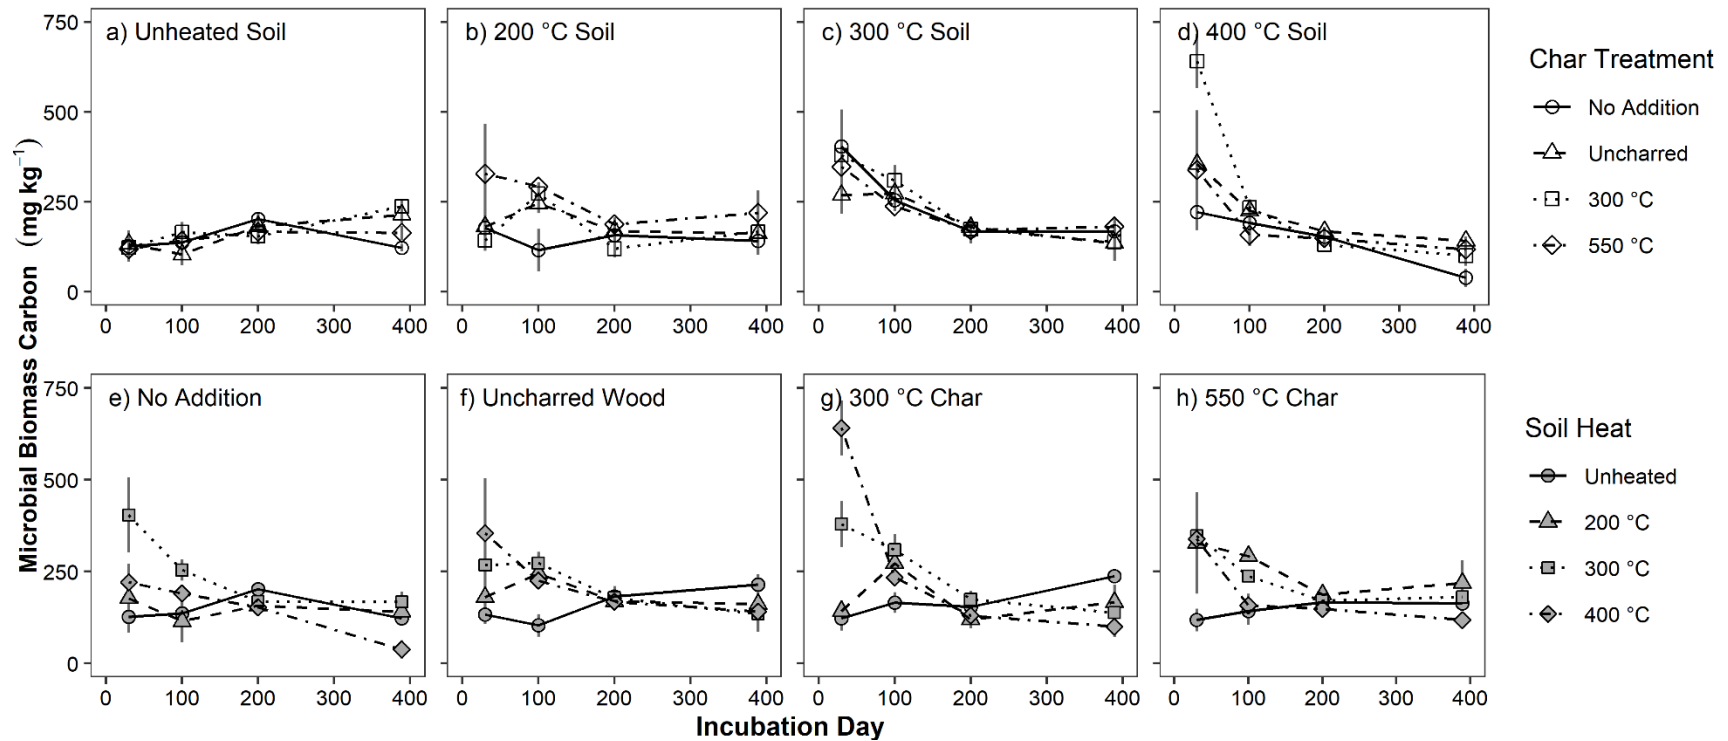 Microbial Biomass Carbon (mg kg⁻¹)
750
500
250
0
a) Unheated Soil
0 100 200 300 400
b) 200 °C Soil
0 100 200 300 400
c) 300 °C Soil
0 100 200 300 400
d) 400 °C Soil
0 100 200 300 400
Char Treatment
No Addition
Uncharred
300 °C
550 °C
750
500
250
0
e) No Addition
0 100 200 300 400
f) Uncharred Wood
0 100 200 300 400
g) 300 °C Char
0 100 200 300 400
h) 550 °C Char
0 100 200 300 400
Soil Heat
Unheated
200 °C
300 °C
400 °C
Incubation Day